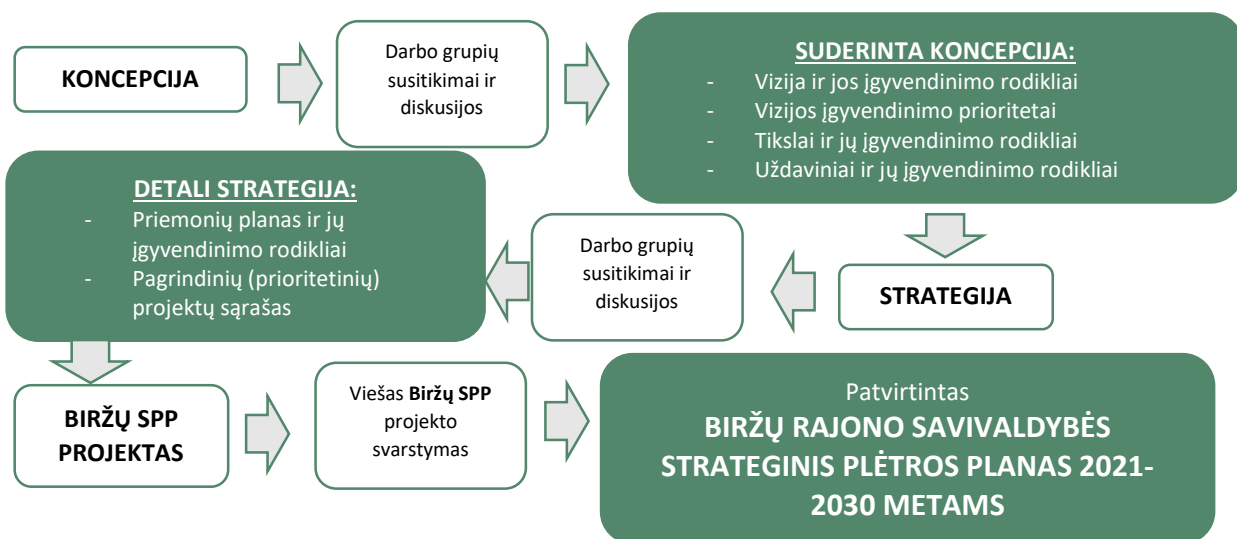 KONCEPCIJA
Darbo grupių
susitikimai ir
diskusijos
SUDERINTA KONCEPCIJA:
- Vizija ir jos įgyvendinimo rodikliai
- Vizijos įgyvendinimo prioritetai
- Tikslai ir jų įgyvendinimo rodikliai
- Uždaviniai ir jų įgyvendinimo rodikliai
STRATEGIJA
Darbo grupių
susitikimai ir
diskusijos
DETALI STRATEGIJA:
- Priemonių planas ir jų
įgyvendinimo rodikliai
- Pagrindinių (prioritetinių)
projektų sąrašas
BIRŽŲ SPP
PROJEKTAS
Viešas Biržų SPP
projekto
svarstymas
Patvirtintas
BIRŽŲ RAJONO SAVIVALDYBĖS
STRATEGINIS PLĖTROS PLANAS 2021-
2030 METAMS